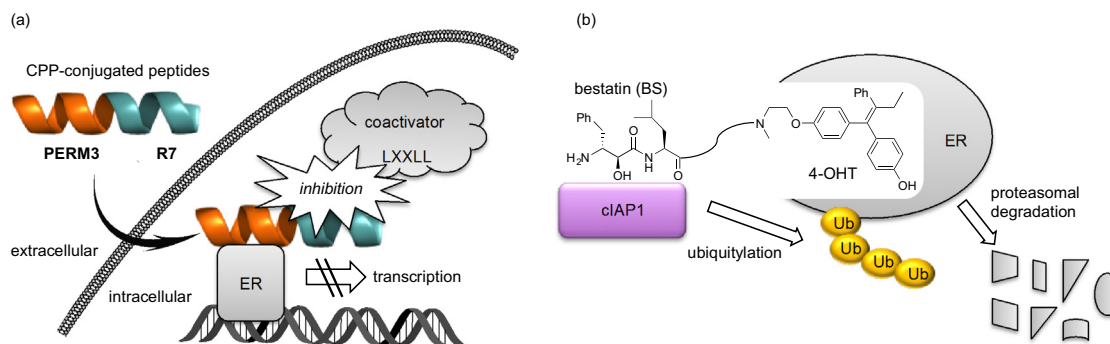 (a)
CPP-conjugated peptides
PERM3 R7
coactivator
LXXLL
inhibition
extracellular
intracellular
ER
transcription
(b)
bestatin (BS)
Ph
O
H2N
OH
HN
O
N
O
Ph
4-OHT
OH
ER
cIAP1
ubiquitylation
Ub
Ub
Ub
Ub
proteasomal
degradation